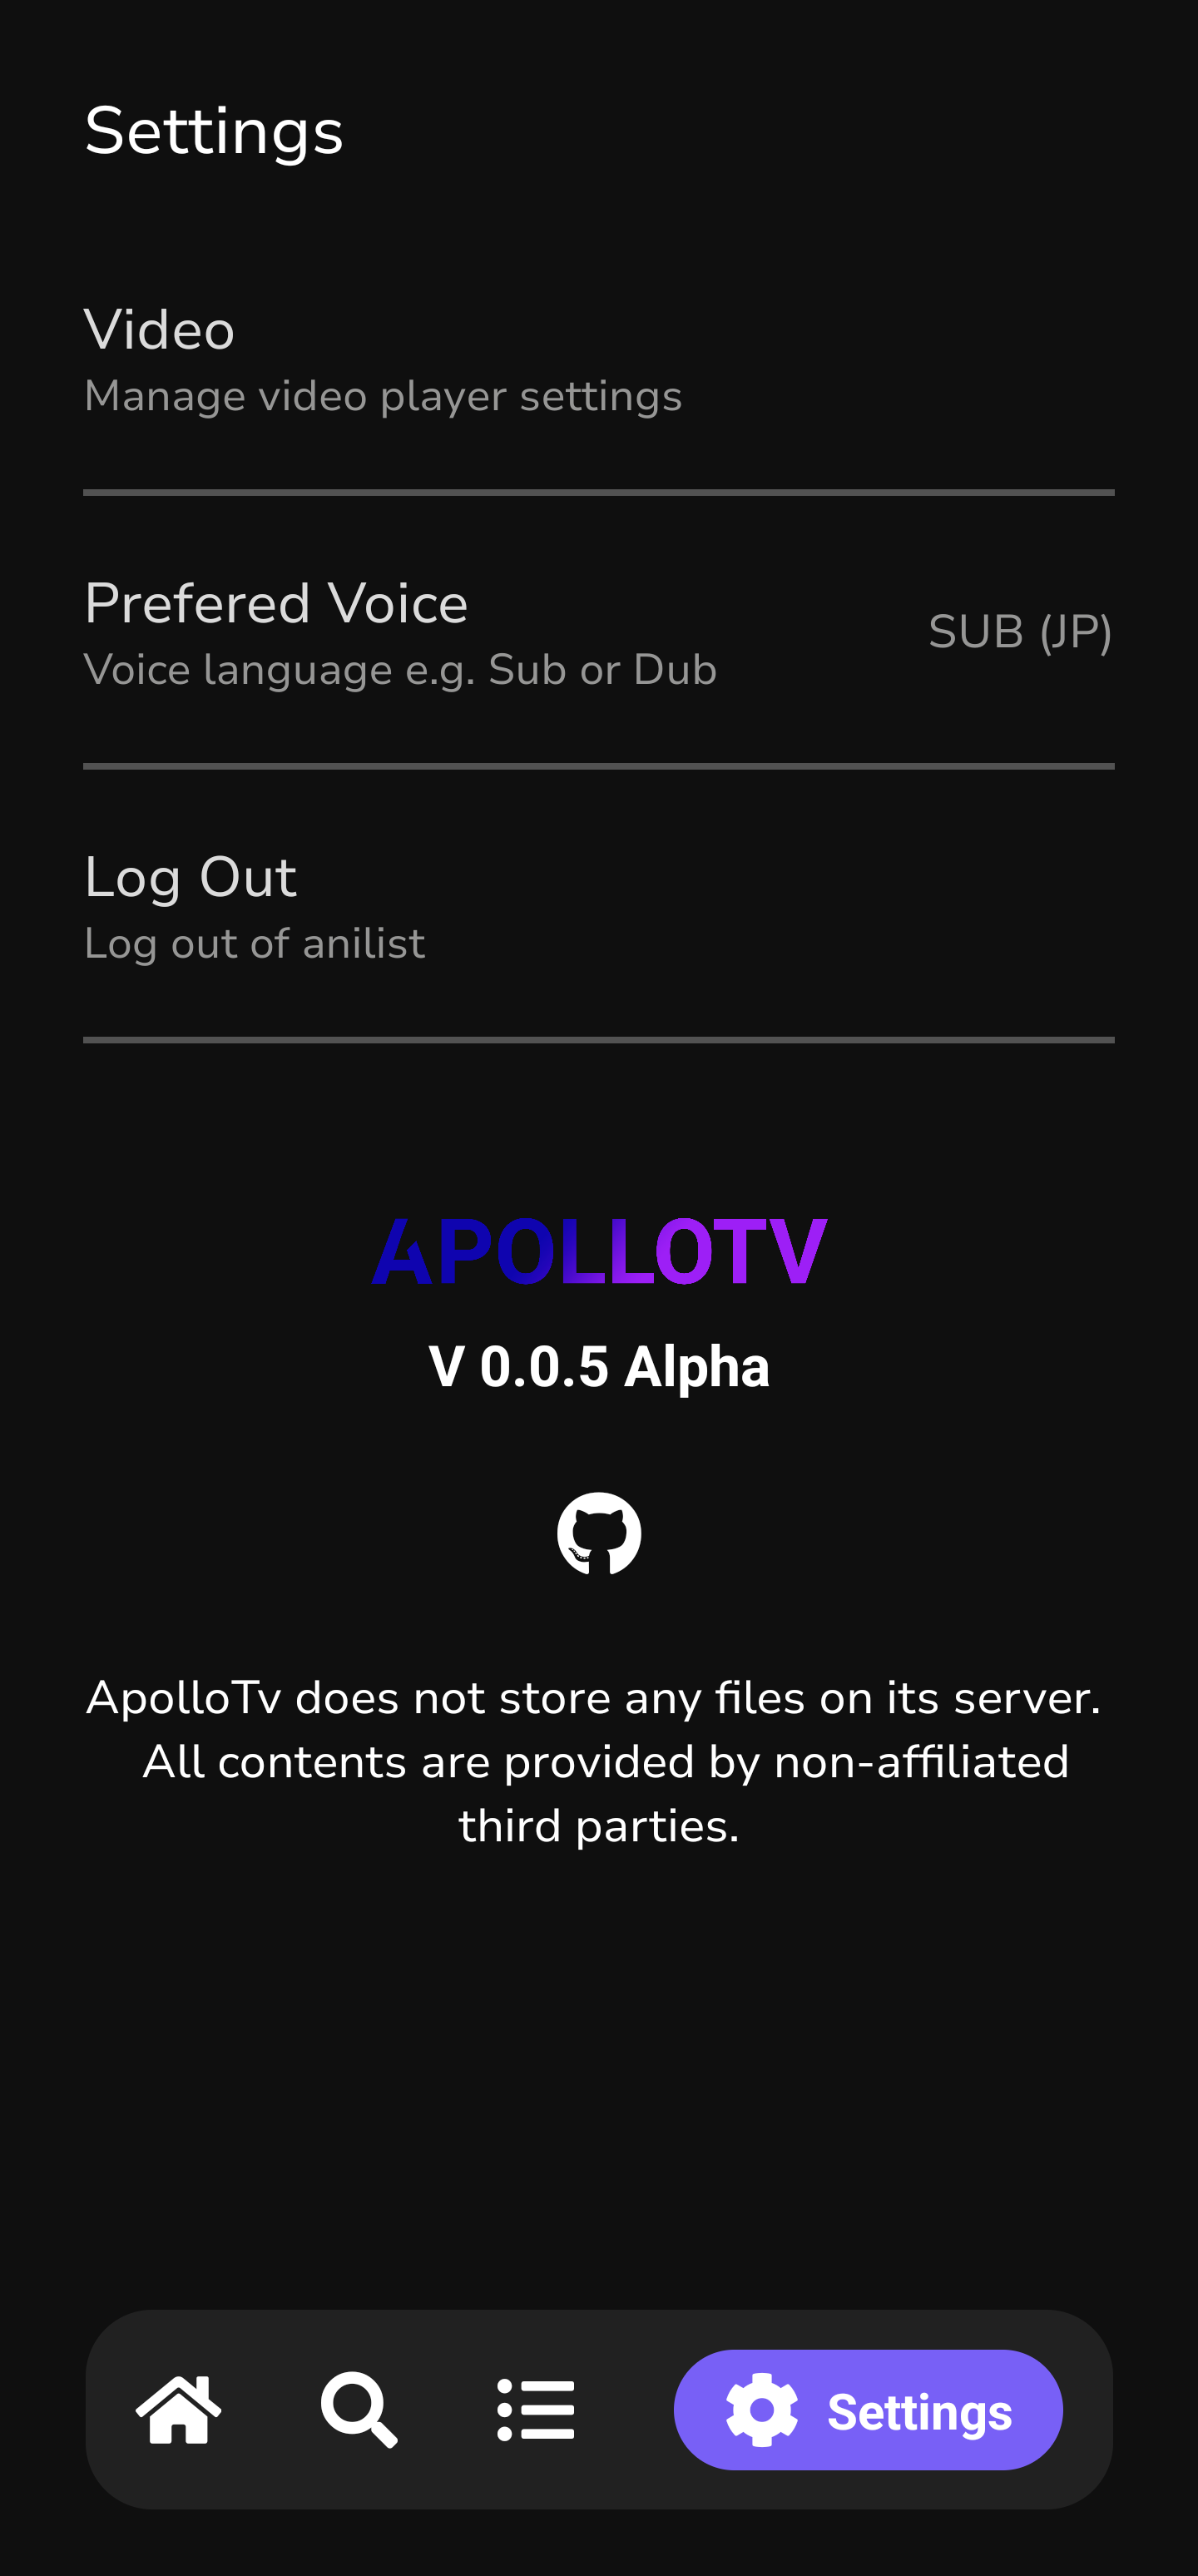 Settings
Video
Manage video player settings
Prefered Voice
SUB (JP)
Voice language e.g. Sub or Dub
Log Out
Log out of anilist
APOLLOTV
V 0.0.5 Alpha
ApolloTv does not store any files on its server.
All contents are provided by non-affiliated
third parties.
Settings